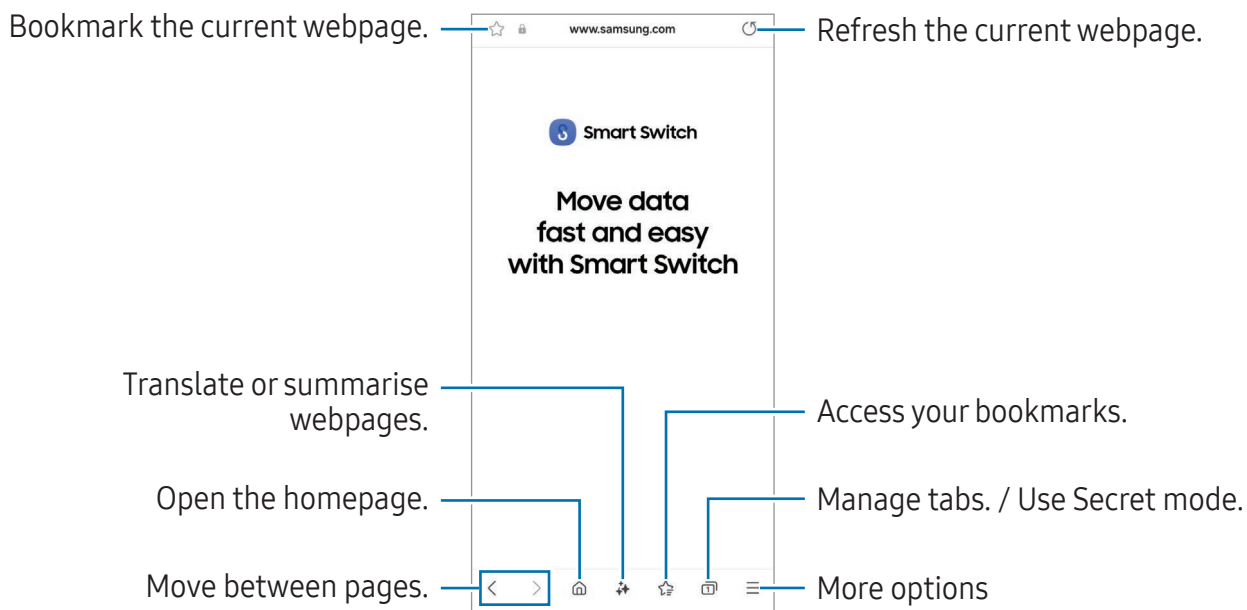 Bookmark the current webpage.
www.samsung.com
Refresh the current webpage.
Smart Switch
Move data
fast and easy
with Smart Switch
Translate or summarise
webpages.
Access your bookmarks.
Open the homepage.
Manage tabs. / Use Secret mode.
Move between pages.
1
More options